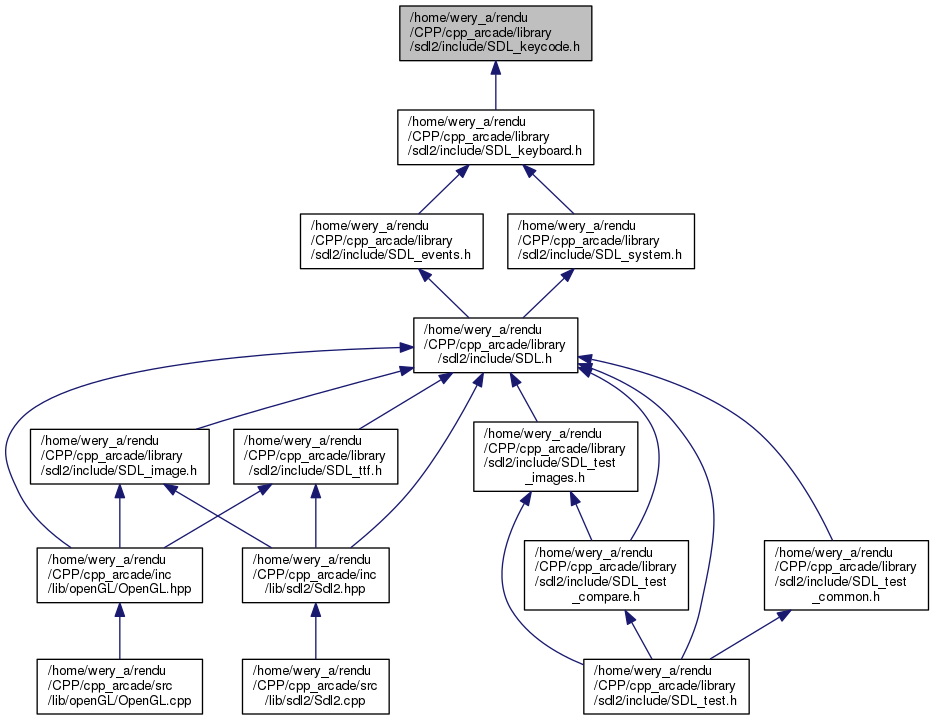 /home/wery_a/rendu
/CPP/cpp_arcade/library
/sdl2/include/SDL_keycode.h
/home/wery_a/rendu
/CPP/cpp_arcade/library
/sdl2/include/SDL_keyboard.h
/home/wery_a/rendu
/CPP/cpp_arcade/library
/sdl2/include/SDL_events.h
/home/wery_a/rendu
/CPP/cpp_arcade/library
/sdl2/include/SDL_system.h
/home/wery_a/rendu
/CPP/cpp_arcade/library
/sdl2/include/SDL.h
/home/wery_a/rendu
/CPP/cpp_arcade/library
/sdl2/include/SDL_image.h
/home/wery_a/rendu
/CPP/cpp_arcade/library
/sdl2/include/SDL_ttf.h
/home/wery_a/rendu
/CPP/cpp_arcade/library
/sdl2/include/SDL_test
_images.h
/home/wery_a/rendu
/CPP/cpp_arcade/inc
/lib/openGL/OpenGL.hpp
/home/wery_a/rendu
/CPP/cpp_arcade/inc
/lib/sdl2/Sdl2.hpp
/home/wery_a/rendu
/CPP/cpp_arcade/library
/sdl2/include/SDL_test
_compare.h
/home/wery_a/rendu
/CPP/cpp_arcade/library
/sdl2/include/SDL_test
_common.h
/home/wery_a/rendu
/CPP/cpp_arcade/src
/lib/openGL/OpenGL.cpp
/home/wery_a/rendu
/CPP/cpp_arcade/src
/lib/sdl2/Sdl2.cpp
/home/wery_a/rendu
/CPP/cpp_arcade/library
/sdl2/include/SDL_test.h